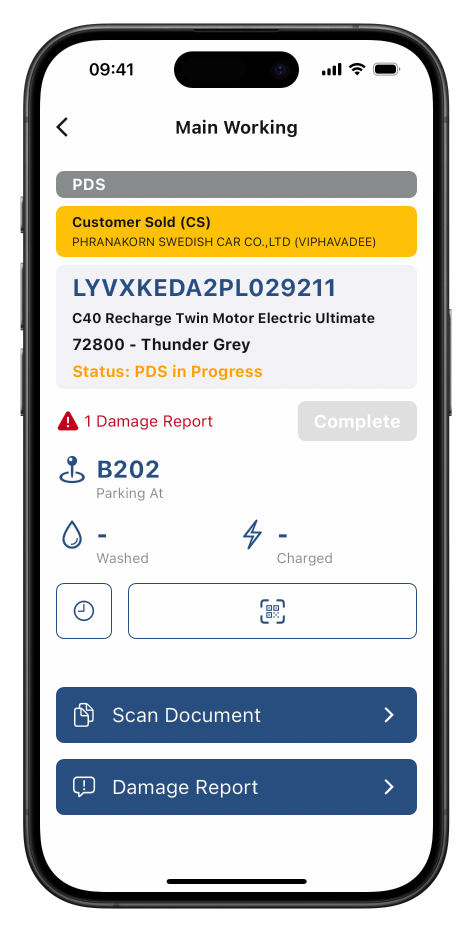 09:41
Main Working
PDS
Customer Sold (CS)
PHRANAKORN SWEDISH CAR CO.,LTD (VIPHAVADEE)
LYVXKEDA2PL029211
C40 Recharge Twin Motor Electric Ultimate
72800 - Thunder Grey
Status: PDS in Progress
1 Damage Report
Complete
B202
Parking At
- -
Washed Charged
Scan Document
Damage Report